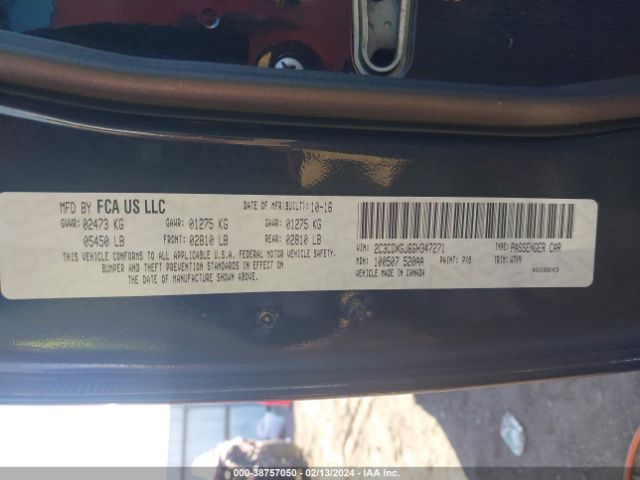 MFD BY FCA US LLC
DATE OF MFR(BUILT): 10-16
GVWR: 02473 KG GAWR: 01275 KG GAWR: 01275 KG
05450 LB FRONT: 02810 LB REAR: 02810 LB
THIS VEHICLE CONFORMS TO ALL APPLICABLE U.S.A. FEDERAL MOTOR VEHICLE SAFETY,
BUMPER AND THEFT PREVENTION STANDARDS IN EFFECT ON
THE DATE OF MANUFACTURE SHOWN ABOVE.
VIN: 2C3CDXGJ6GH347271 TYPE: PASSENGER CAR
MDH: 100507 520AA PAINT: PX8 TRIM: A7X9
VEHICLE MADE IN CANADA 4658043
000-38757050 - 02/13/2024 - IAA Inc.